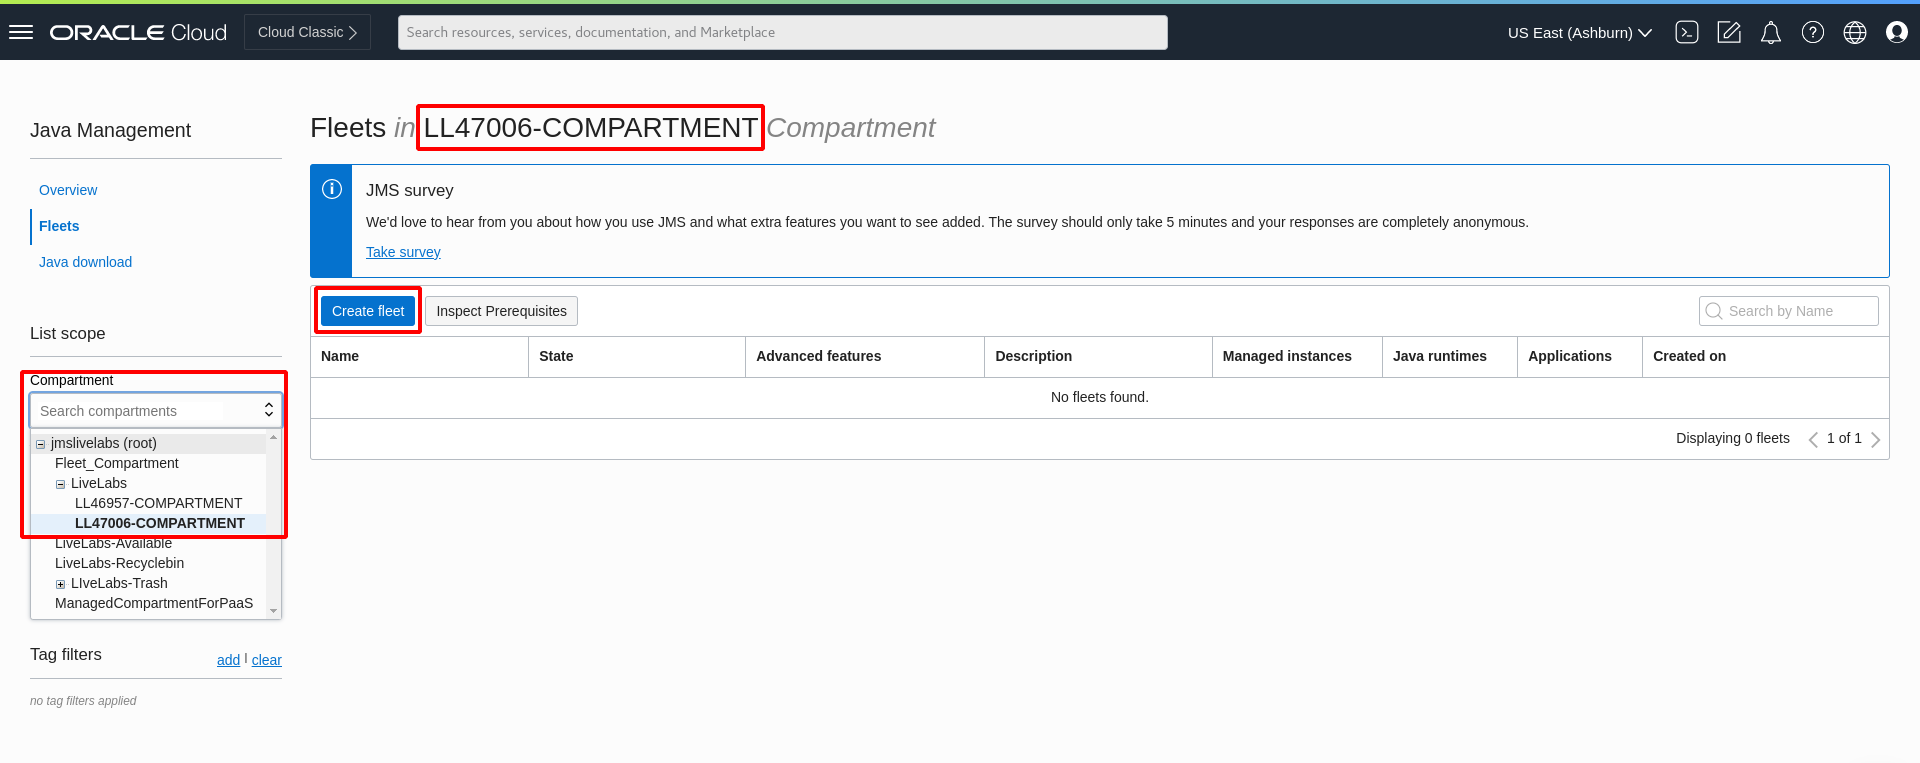 ORACLE Cloud
Cloud Classic
Search resources, services, documentation, and Marketplace
US East (Ashburn)
Java Management
Overview
Fleets
Java download
List scope
Compartment
Search compartments
jmslivelabs (root)
Fleet_Compartment
LiveLabs
LL46957-COMPARTMENT
LL47006-COMPARTMENT
LiveLabs-Available
LiveLabs-Recyclebin
LIveLabs-Trash
ManagedCompartmentForPaaS
Tag filters
add | clear
no tag filters applied
Fleets in LL47006-COMPARTMENT Compartment
JMS survey
We'd love to hear from you about how you use JMS and what extra features you want to see added. The survey should only take 5 minutes and your responses are completely anonymous.
Take survey
Create fleet Inspect Prerequisites Search by Name
Name State Advanced features Description Managed instances Java runtimes Applications Created on
No fleets found.
Displaying 0 fleets 1 of 1